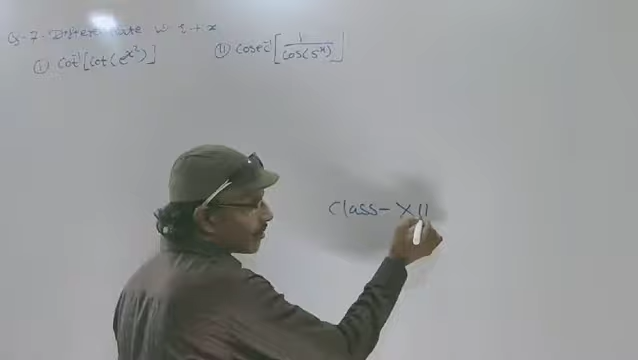 Q-7. Differentiate w.r.t.x
(I) Cot⁻¹[Cot(e^x²)] (II) Cosec⁻¹[1/Cos(5^x)]
Class-XII